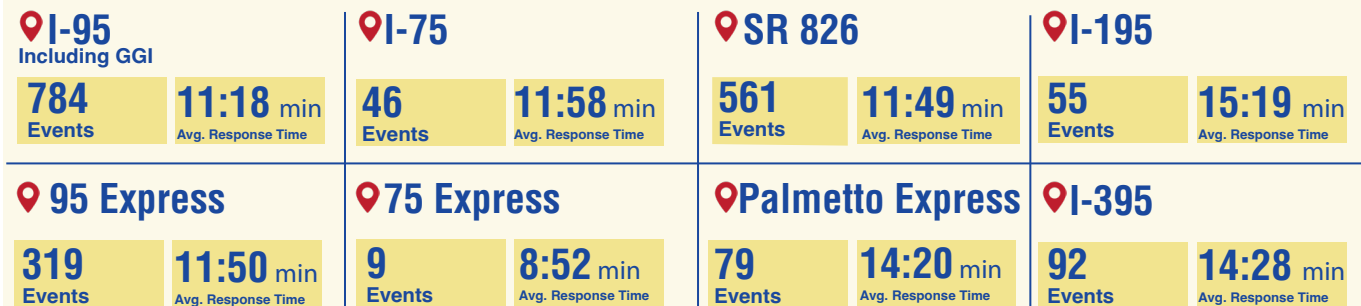 I-95
Including GGI
784
Events
11:18 min
Avg. Response Time
I-75
46
Events
11:58 min
Avg. Response Time
SR 826
561
Events
11:49 min
Avg. Response Time
I-195
55
Events
15:19 min
Avg. Response Time
95 Express
319
Events
11:50 min
Avg. Response Time
75 Express
9
Events
8:52 min
Avg. Response Time
Palmetto Express
79
Events
14:20 min
Avg. Response Time
I-395
92
Events
14:28 min
Avg. Response Time